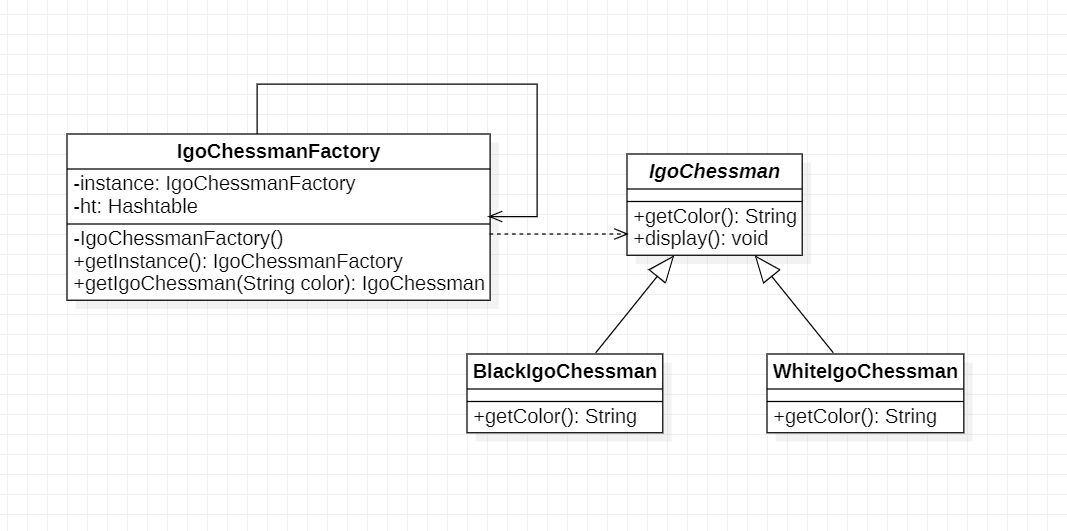 IgoChessmanFactory
-instance: IgoChessmanFactory
-ht: Hashtable
-IgoChessmanFactory()
+getInstance(): IgoChessmanFactory
+getIgoChessman(String color): IgoChessman
IgoChessman
+getColor(): String
+display(): void
BlackIgoChessman
+getColor(): String
WhiteIgoChessman
+getColor(): String